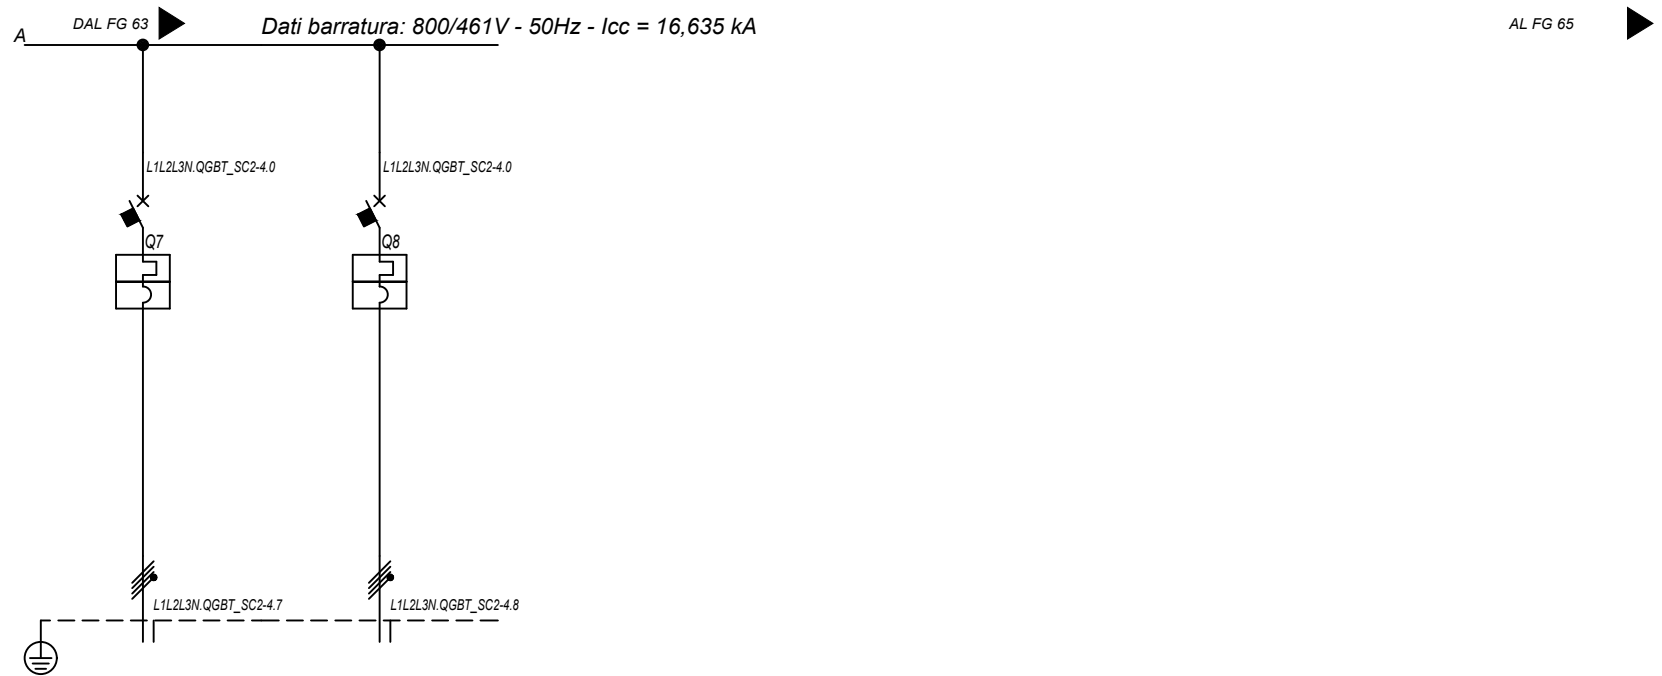 A
DAL FG 63
Dati barratura: 800/461V - 50Hz - Icc = 16,635 kA
AL FG 65
L1L2L3N.QGBT_SC2-4.0
L1L2L3N.QGBT_SC2-4.0
Q7
Q8
L1L2L3N.QGBT_SC2-4.7
L1L2L3N.QGBT_SC2-4.8